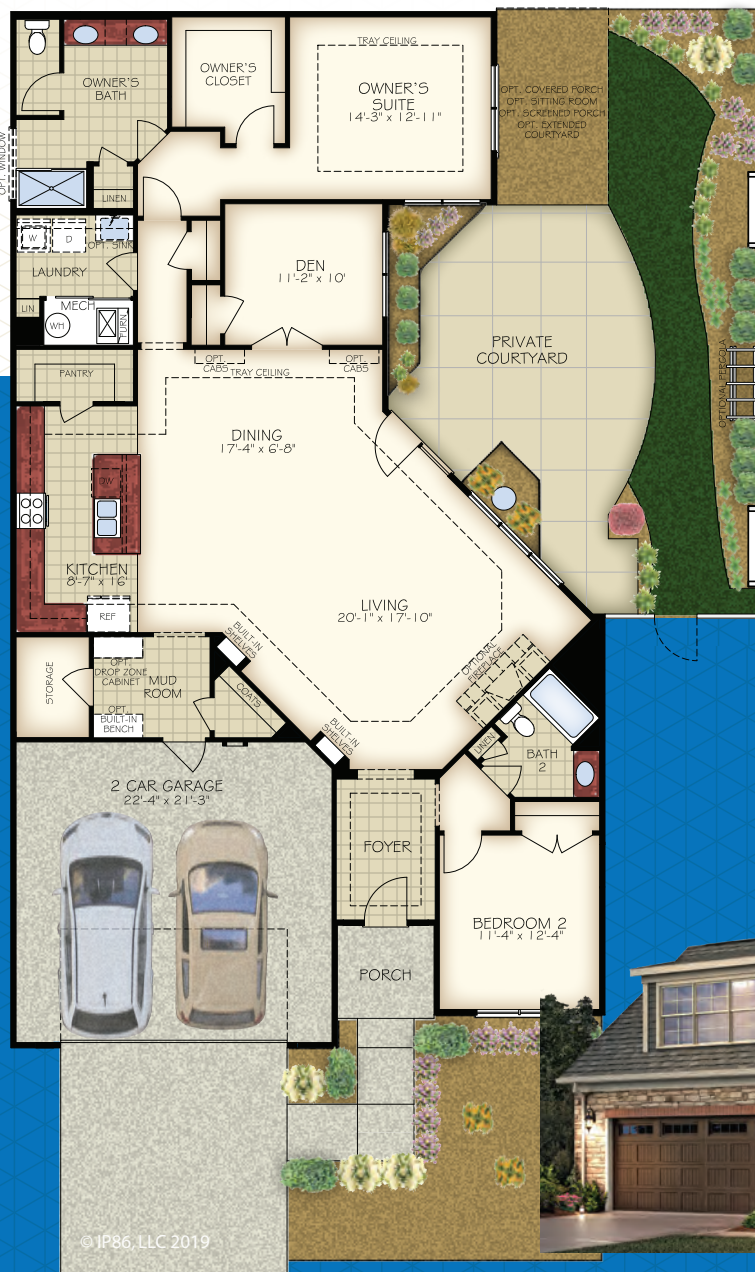 TRAY CEILING
OWNER'S
BATH
OWNER'S
CLOSET
OWNER'S
SUITE
14'-3" x 12'-11"
OPT. COVERED PORCH
OPT. SITTING ROOM
OPT. SCREENED PORCH
OPT. EXTENDED
COURTYARD
OPT. WINDOW
LINEN
W
D
OPT. SINK
LAUNDRY
LIN
MECH
WH
FURN.
DEN
11'-2" x 10'
PRIVATE
COURTYARD
OPTIONAL PERGOLA
PANTRY
OPT.
CABS
TRAY CEILING
OPT.
CABS
DINING
17'-4" x 6'-8"
DW
KITCHEN
8'-7" x 16'
REF
LIVING
20'-1" x 17'-10"
BUILT-IN
SHELVES
OPTIONAL
FIREPLACE
STORAGE
OPT.
DROP ZONE
CABINET
MUD
ROOM
OPT.
BUILT-IN
BENCH
COATS
BUILT-IN
SHELVES
LINEN
BATH
2
2 CAR GARAGE
22'-4" x 21'-3"
FOYER
BEDROOM 2
11'-4" x 12'-4"
PORCH
© IP86, LLC 2019